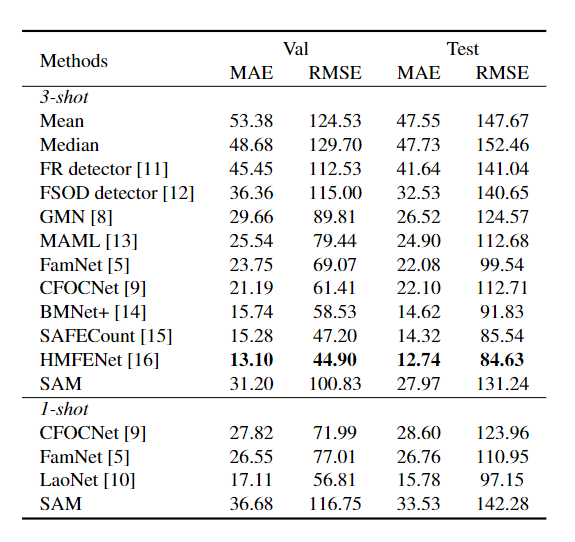 Methods Val Test
MAE RMSE MAE RMSE
3-shot
Mean 53.38 124.53 47.55 147.67
Median 48.68 129.70 47.73 152.46
FR detector [11] 45.45 112.53 41.64 141.04
FSOD detector [12] 36.36 115.00 32.53 140.65
GMN [8] 29.66 89.81 26.52 124.57
MAML [13] 25.54 79.44 24.90 112.68
FamNet [5] 23.75 69.07 22.08 99.54
CFOCNet [9] 21.19 61.41 22.10 112.71
BMNet+ [14] 15.74 58.53 14.62 91.83
SAFECount [15] 15.28 47.20 14.32 85.54
HMFENet [16] 13.10 44.90 12.74 84.63
SAM 31.20 100.83 27.97 131.24
1-shot
CFOCNet [9] 27.82 71.99 28.60 123.96
FamNet [5] 26.55 77.01 26.76 110.95
LaoNet [10] 17.11 56.81 15.78 97.15
SAM 36.68 116.75 33.53 142.28